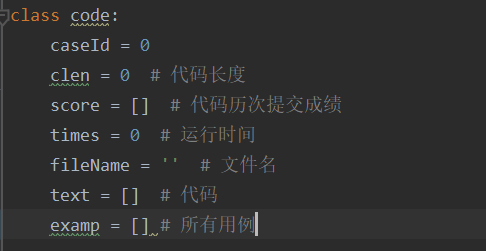 class code:
    caseId = 0
    clen = 0  # 代码长度
    score = []  # 代码历次提交成绩
    times = 0  # 运行时间
    fileName = ''  # 文件名
    text = []  # 代码
    examp = [] # 所有用例